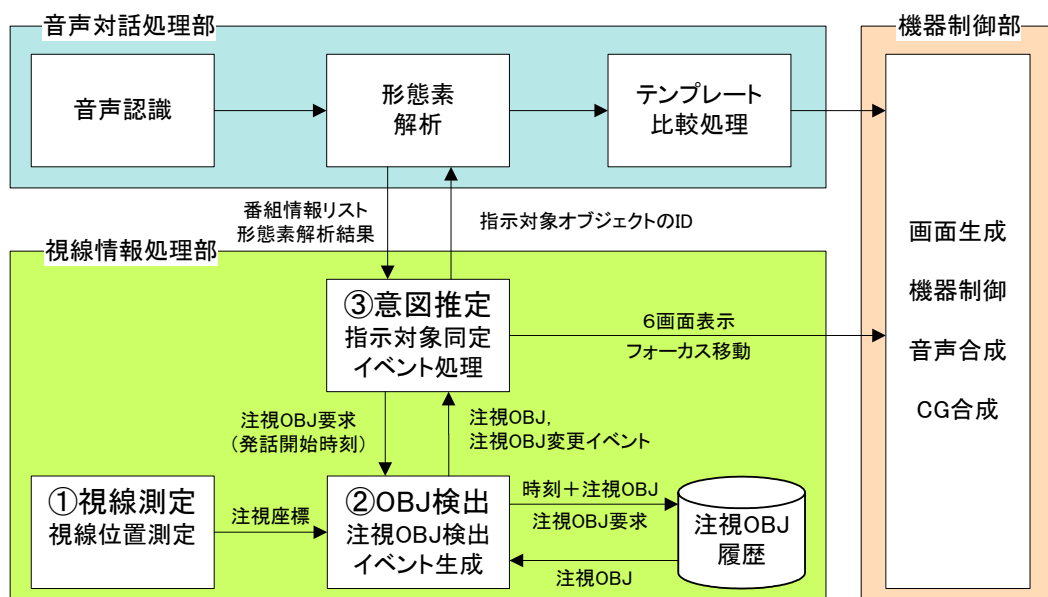 音声対話処理部
機器制御部
音声認識
形態素
解析
テンプレート
比較処理
番組情報リスト
形態素解析結果
指示対象オブジェクトのID
視線情報処理部
③意図推定
指示対象同定
イベント処理
6画面表示
フォーカス移動
画面生成
機器制御
音声合成
CG合成
注視OBJ要求
(発話開始時刻)
注視OBJ,
注視OBJ変更イベント
①視線測定
視線位置測定
注視座標
②OBJ検出
注視OBJ検出
イベント生成
時刻+注視OBJ
注視OBJ要求
注視OBJ
注視OBJ
履歴